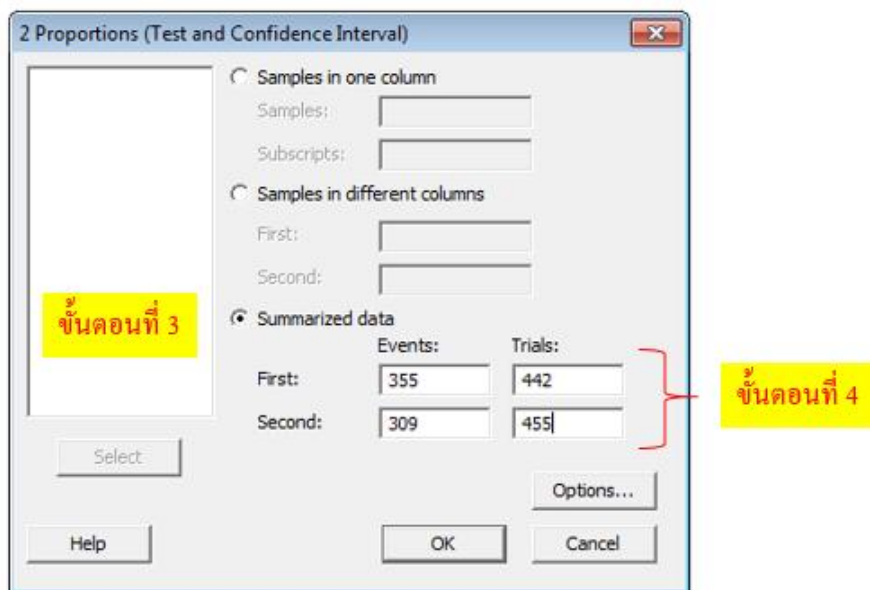 2 Proportions (Test and Confidence Interval)
Samples in one column
Samples:
Subscripts:
Samples in different columns
First:
Second:
ขั้นตอนที่ 3
Summarized data
Events: Trials:
First: 355 442
Second: 309 455
ขั้นตอนที่ 4
Select
Options...
Help OK Cancel